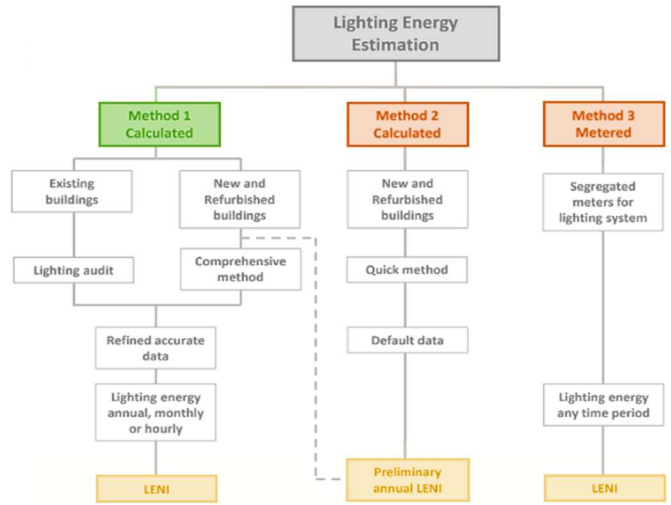 Lighting Energy
Estimation
Method 1
Calculated
Method 2
Calculated
Method 3
Metered
Existing
buildings
New and
Refurbished
buildings
New and
Refurbished
buildings
Segregated
meters for
lighting system
Lighting audit
Comprehensive
method
Quick method
Refined accurate
data
Default data
Lighting energy
annual, monthly
or hourly
Lighting energy
any time period
LENI
Preliminary
annual LENI
LENI